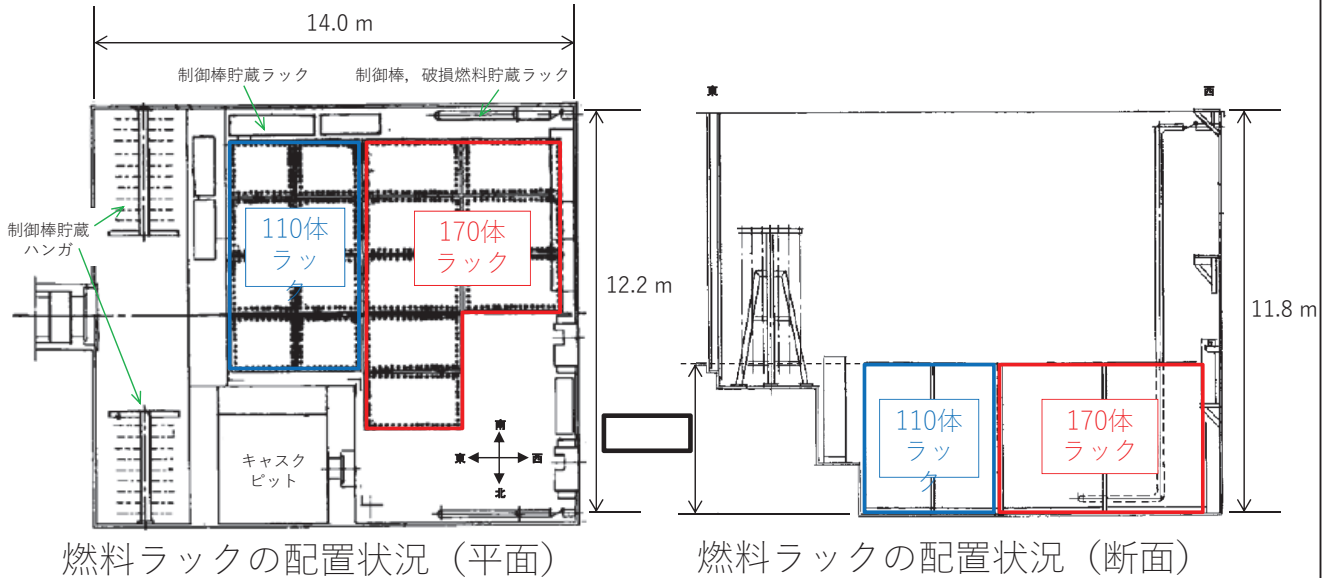 14.0 m
制御棒貯蔵ラック
制御棒，破損燃料貯蔵ラック
制御棒貯蔵
ハンガ
110体
ラッ
ク
170体
ラック
12.2 m
キャスク
ピット
南
東
西
北
燃料ラックの配置状況（平面）
東
西
11.8 m
110体
ラッ
ク
170体
ラック
燃料ラックの配置状況（断面）